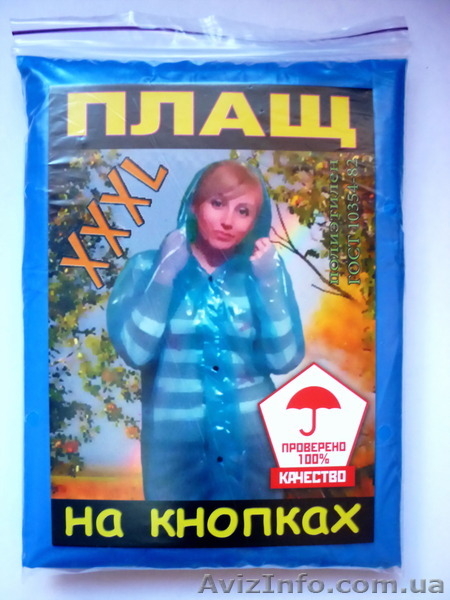 ПЛАЩ
XXXL
ПОЛИЭТИЛЕН
ГОСТ 10354-82
ПРОВЕРЕНО
100%
КАЧЕСТВО
НА КНОПКАХ
AvizInfo.com.ua